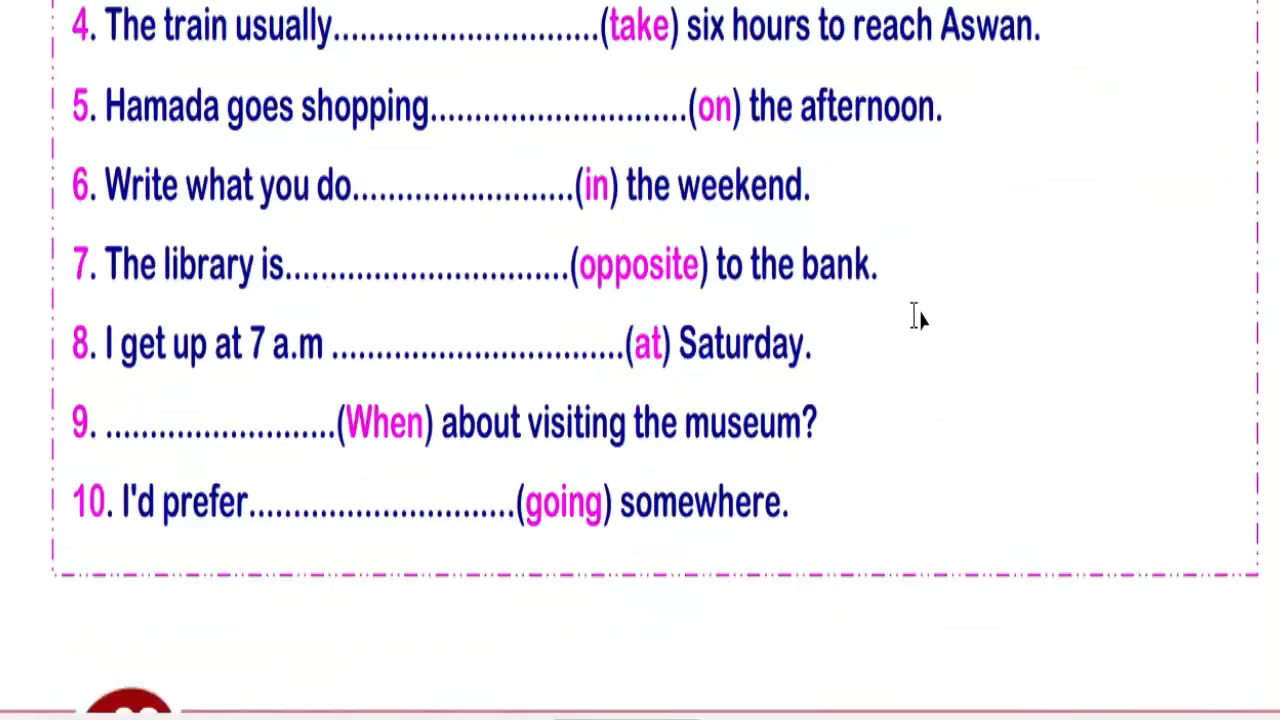 4. The train usually..............................(take) six hours to reach Aswan.
5. Hamada goes shopping.............................(on) the afternoon.
6. Write what you do.........................(in) the weekend.
7. The library is................................(opposite) to the bank.
8. I get up at 7 a.m .................................(at) Saturday.
9. ..........................(When) about visiting the museum?
10. I'd prefer..............................(going) somewhere.